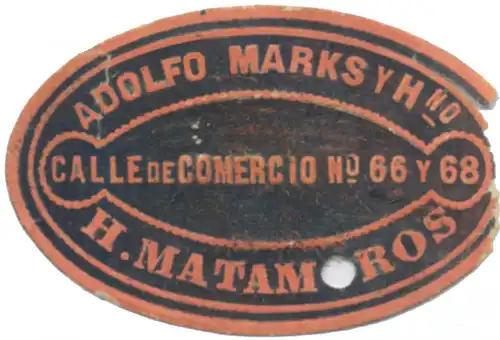 ADOLFO MARKS Y HNO
CALLE DE COMERCIO NO 66 Y 68
H. MATAMOROS